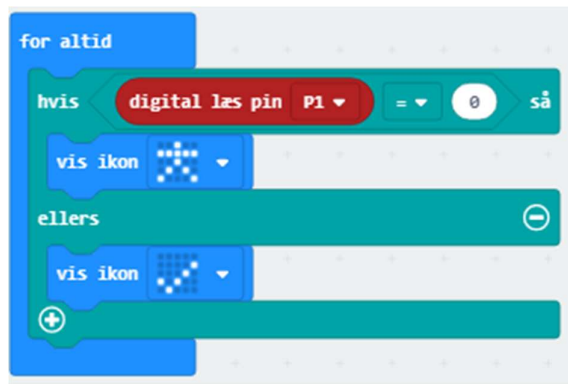 for altid
hvis digital læs pin P1 = 0 så
vis ikon
ellers
vis ikon